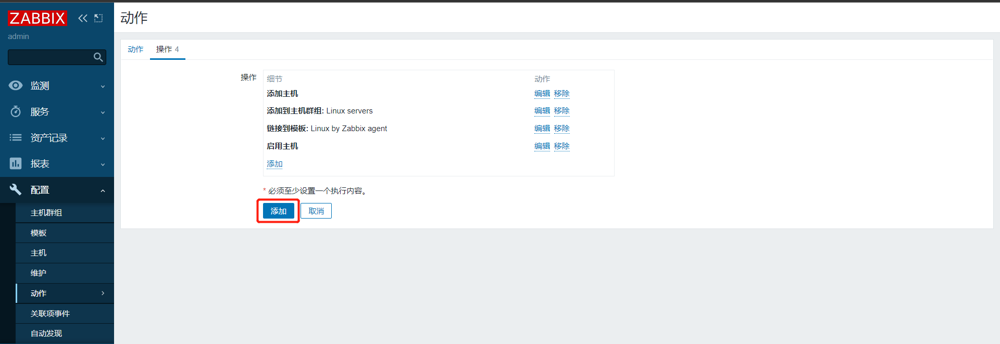 ZABBIX
admin
监测
服务
资产记录
报表
配置
主机群组
模板
主机
维护
动作
关联项事件
自动发现
动作
动作 操作 4
操作 细节 动作
添加主机 编辑 移除
添加到主机群组: Linux servers 编辑 移除
链接到模板: Linux by Zabbix agent 编辑 移除
启用主机 编辑 移除
添加
* 必须至少设置一个执行内容。
添加 取消